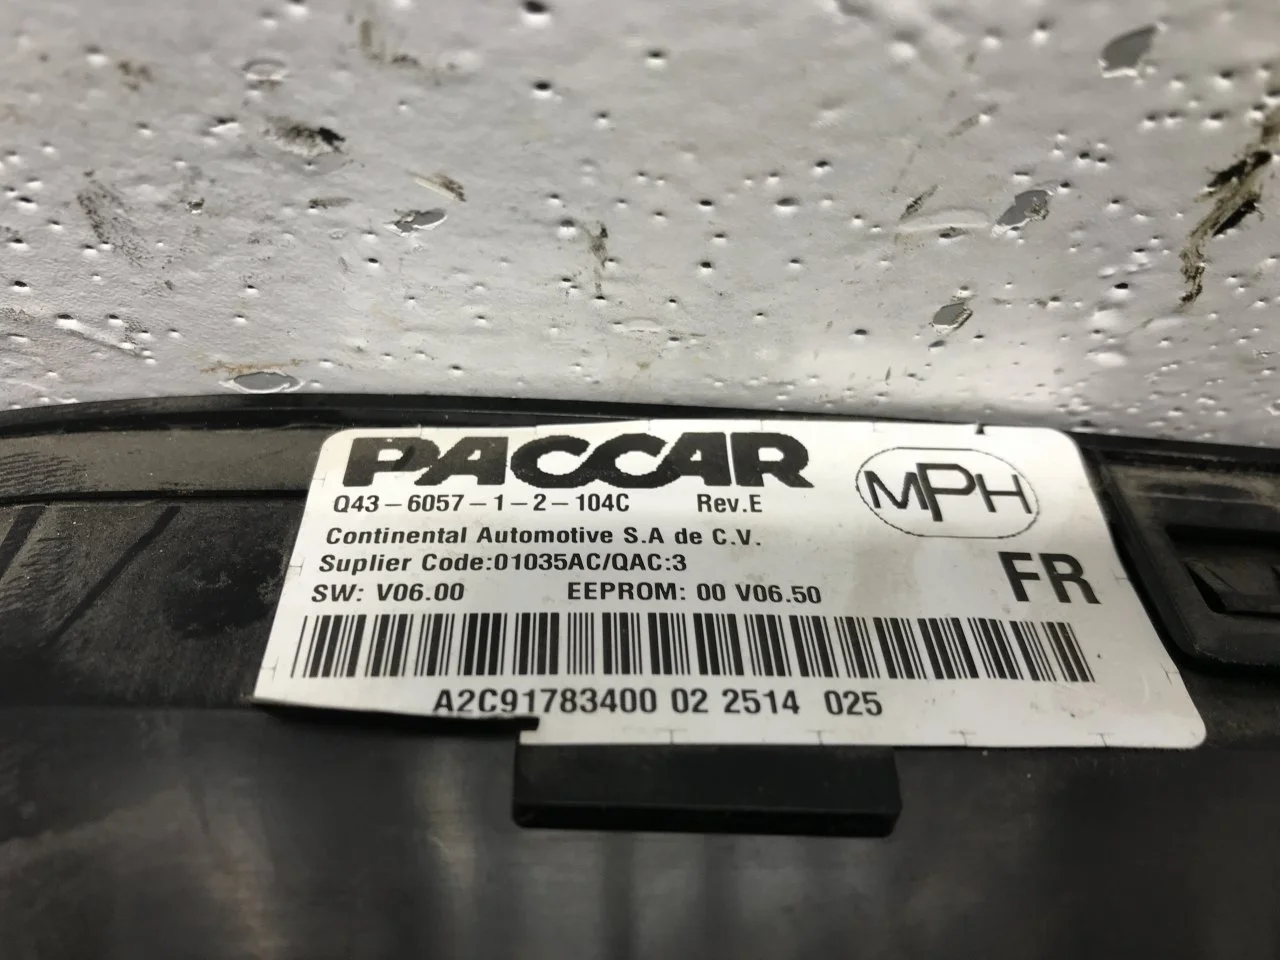 PACCAR
MPH
Q43-6057-1-2-104C Rev.E
Continental Automotive S.A de C.V.
Suplier Code:01035AC/QAC:3
FR
SW: V06.00 EEPROM: 00 V06.50
A2C91783400 02 2514 025